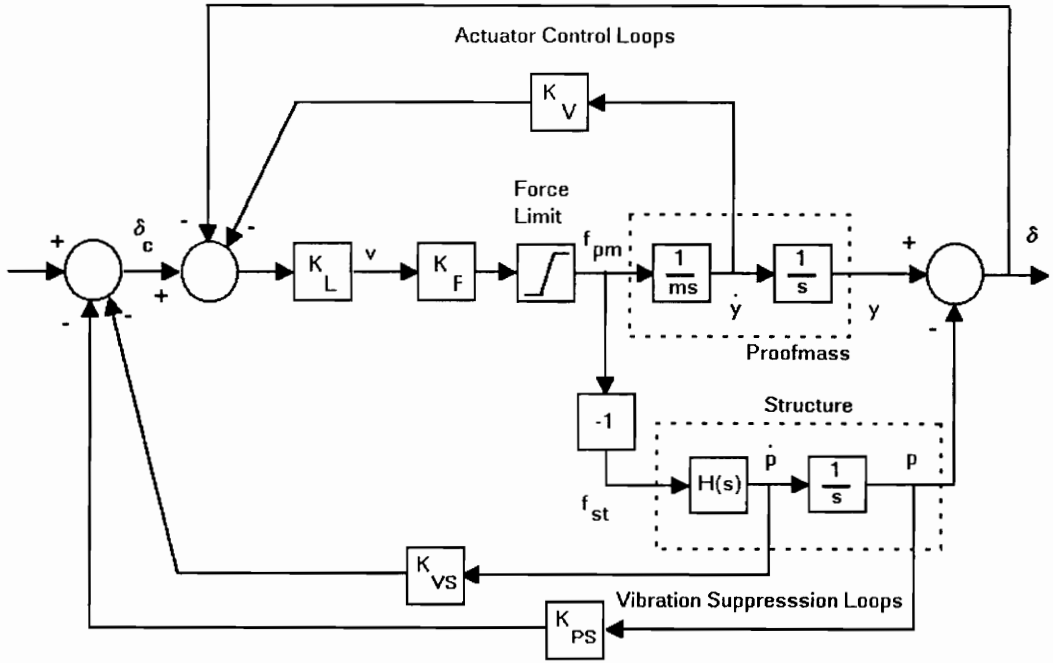 Actuator Control Loops
K V
Force
Limit
-
-
+
δ c
+
K L
v
K F
f pm
1
ms
1
s
ẏ
y
+
-
δ
Proofmass
-
-
-1
Structure
f st
H(s)
ṗ
1
s
p
K VS
Vibration Suppresssion Loops
K PS